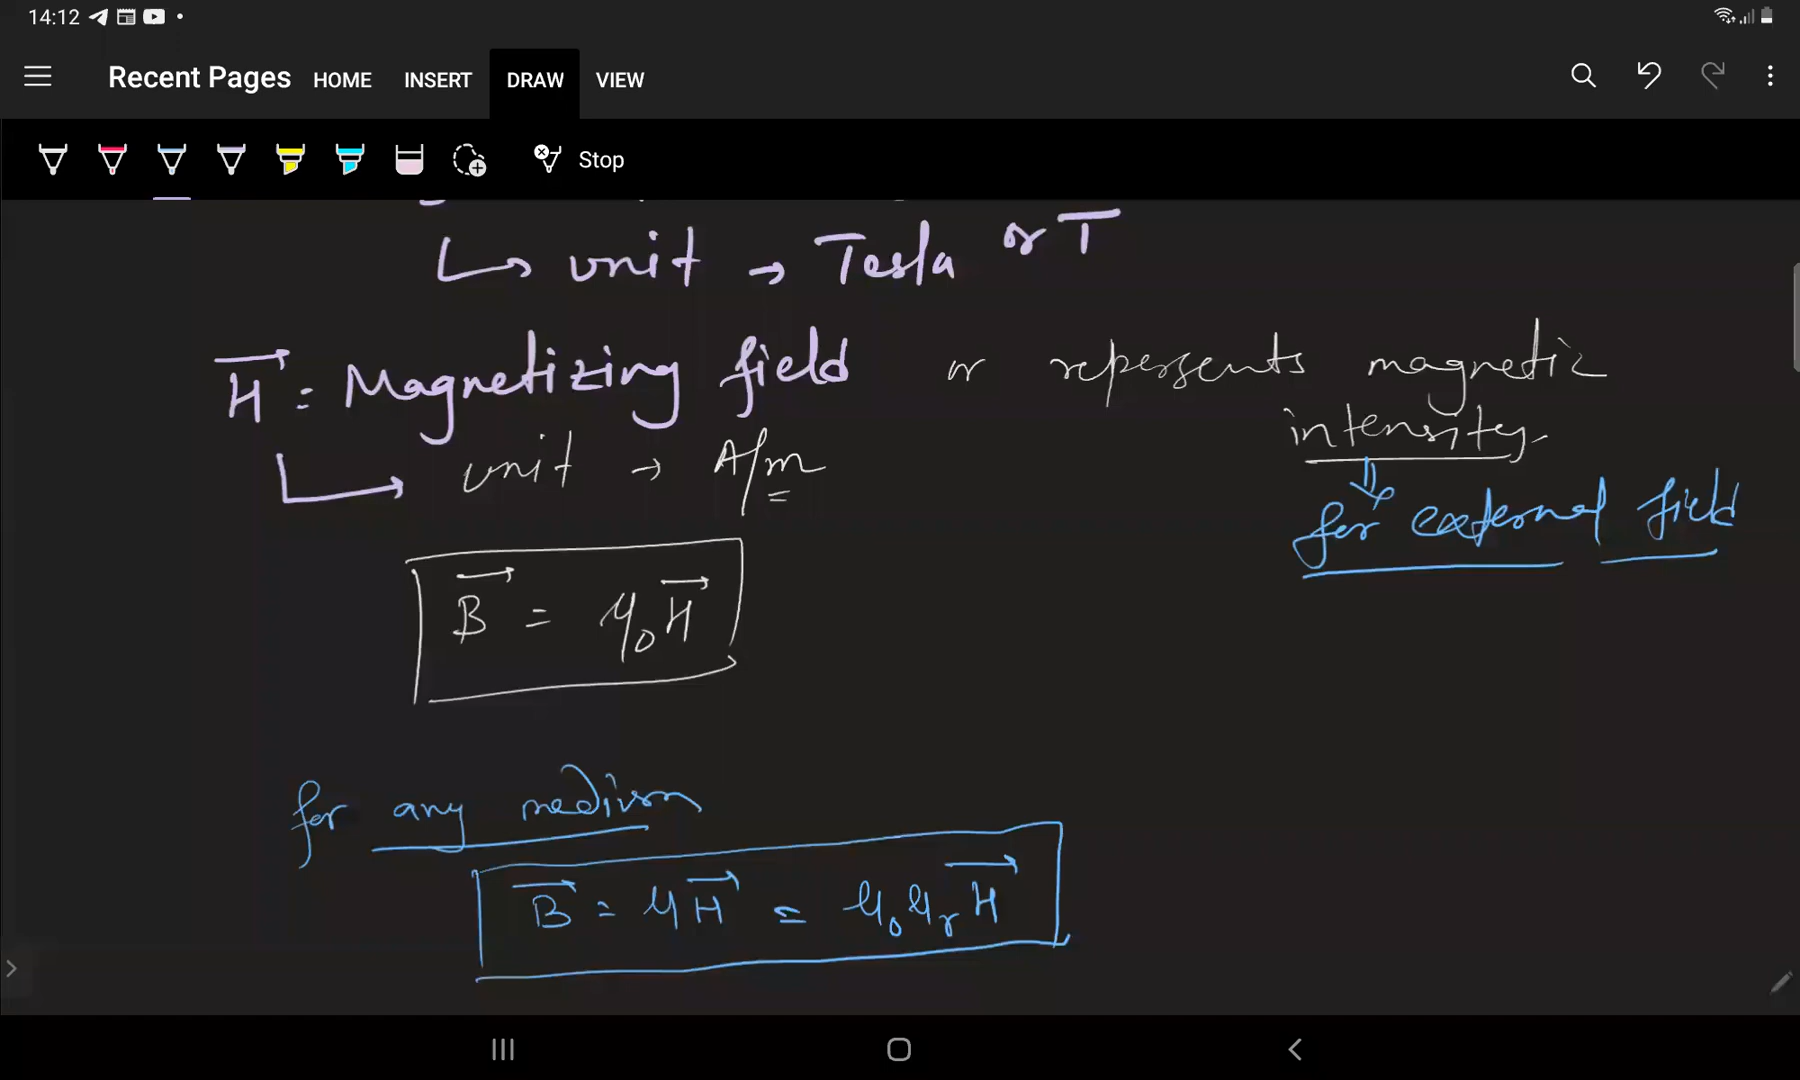 14:12
Recent Pages HOME INSERT DRAW VIEW
Stop
↳ unit → Tesla or T
H⃗ : Magnetizing field or repersents magnetic
intensity.
↳ unit → A/m
⇓
for external field
B⃗ = μ₀H⃗
for any medium
B⃗ = μH⃗ = μ₀μᵣH⃗